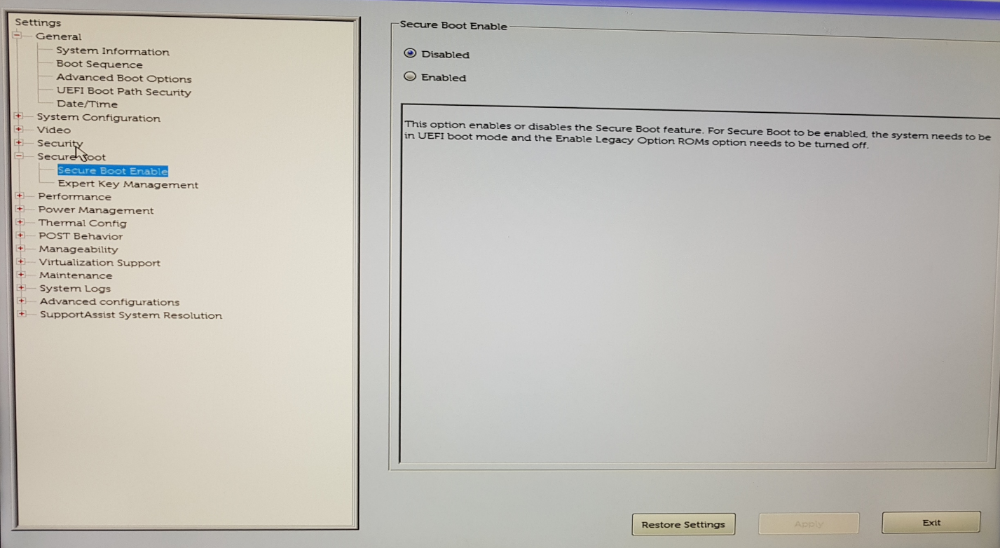 Settings
General
System Information
Boot Sequence
Advanced Boot Options
UEFI Boot Path Security
Date/Time
System Configuration
Video
Security
Secure Boot
Secure Boot Enable
Expert Key Management
Performance
Power Management
Thermal Config
POST Behavior
Manageability
Virtualization Support
Maintenance
System Logs
Advanced configurations
SupportAssist System Resolution
Secure Boot Enable
Disabled
Enabled
This option enables or disables the Secure Boot feature. For Secure Boot to be enabled, the system needs to be
in UEFI boot mode and the Enable Legacy Option ROMs option needs to be turned off.
Restore Settings
Apply
Exit